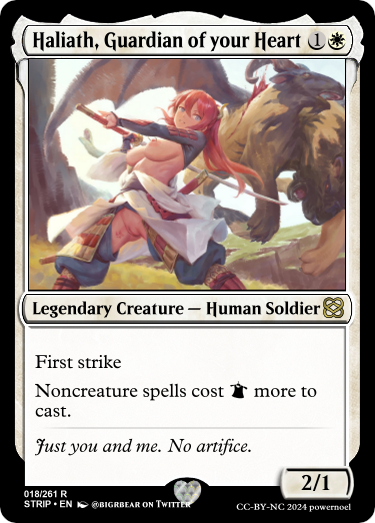 Haliath, Guardian of your Heart 1
Legendary Creature — Human Soldier
First strike
Noncreature spells cost more to
cast.
Just you and me. No artifice.
2/1
018/261 R
STRIP • EN @BIGRBEAR ON TWITTER
CC-BY-NC 2024 powernoel